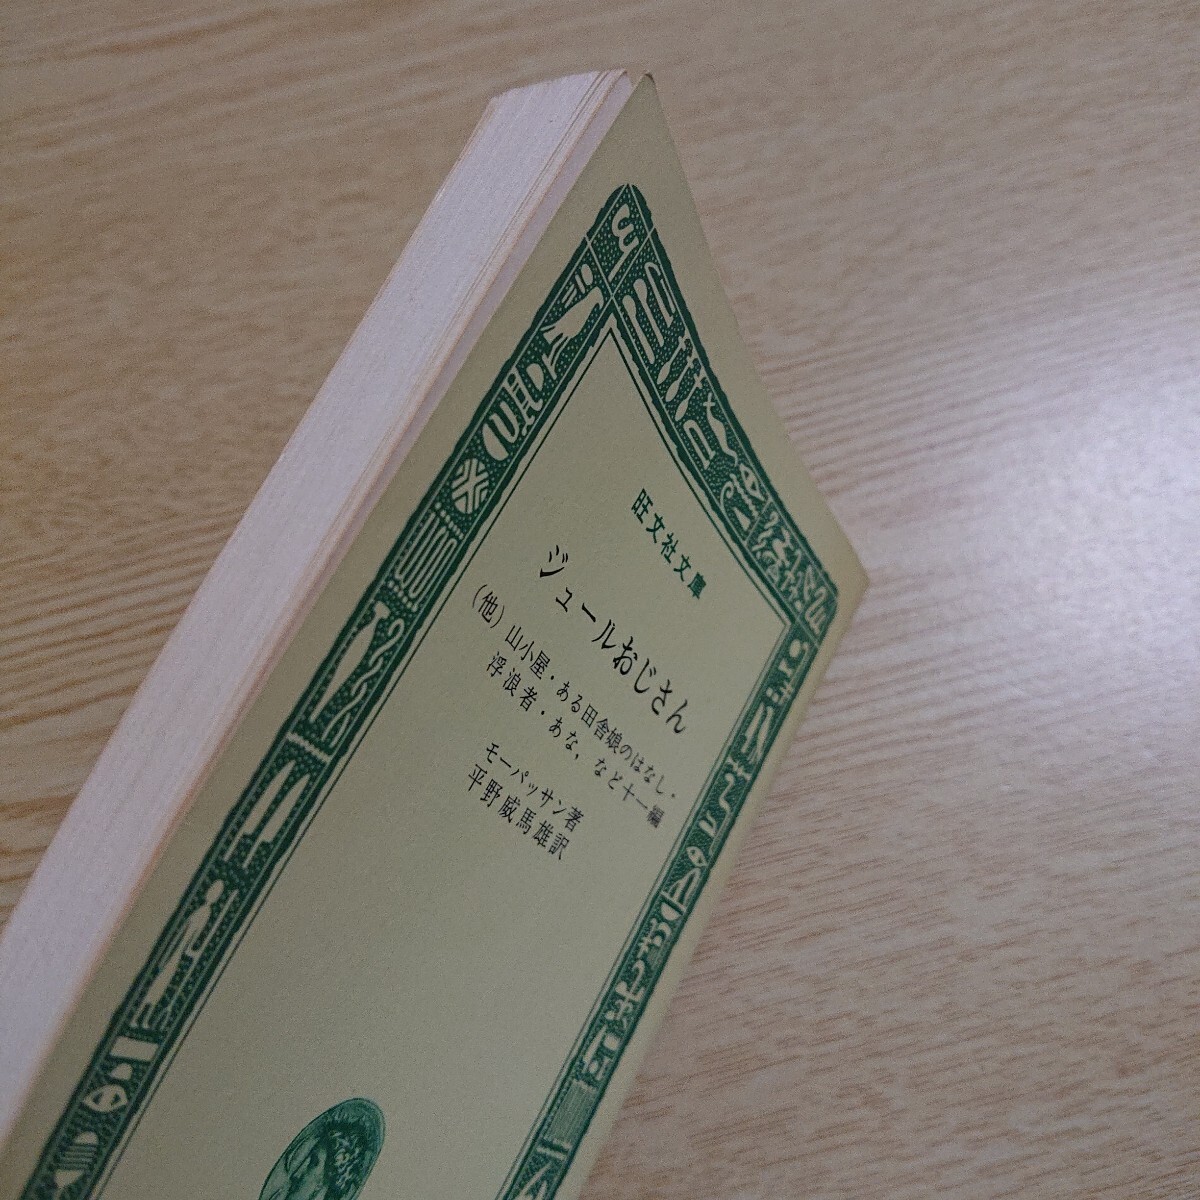 旺文社文庫
ジュールおじさん
(他)山小屋・ある田舎娘のはなし・
浮浪者・あな，など十一編
モーパッサン著
平野威馬雄訳